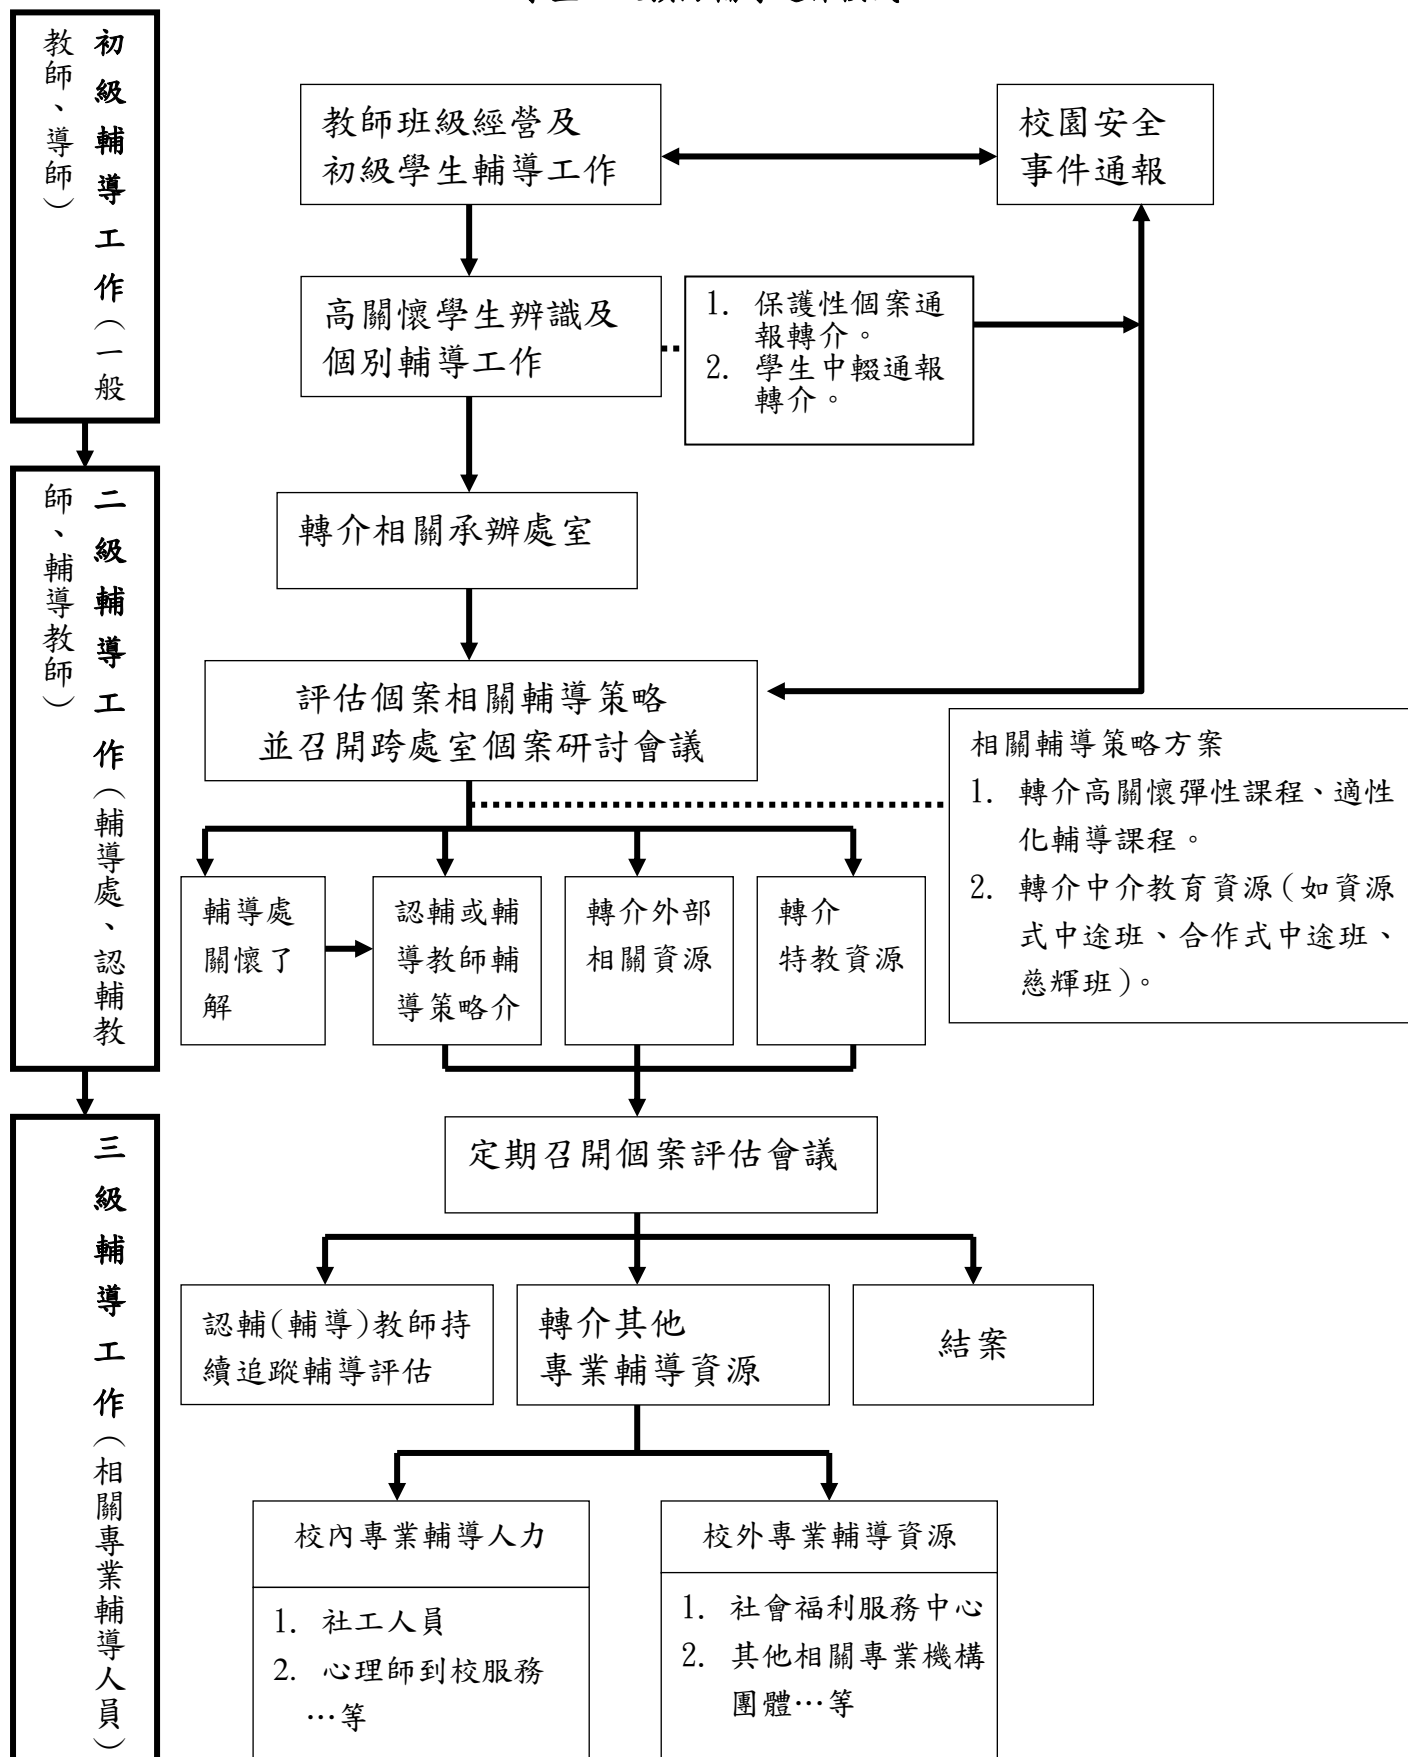 初級輔導工作（一般
教師、導師）
教師班級經營及
初級學生輔導工作
校園安全
事件通報
高關懷學生辨識及
個別輔導工作
1. 保護性個案通
報轉介。
2. 學生中輟通報
轉介。
二級輔導工作（輔導處、認輔教
師、輔導教師）
轉介相關承辦處室
評估個案相關輔導策略
並召開跨處室個案研討會議
相關輔導策略方案
1. 轉介高關懷彈性課程、適性
化輔導課程。
2. 轉介中介教育資源(如資源
式中途班、合作式中途班、
慈輝班)。
輔導處
關懷了
解
認輔或輔
導教師輔
導策略介
轉介外部
相關資源
轉介
特教資源
三級輔導工作（相關專業輔導人員）
定期召開個案評估會議
認輔(輔導)教師持
續追蹤輔導評估
轉介其他
專業輔導資源
結案
校內專業輔導人力
1. 社工人員
2. 心理師到校服務
…等
校外專業輔導資源
1. 社會福利服務中心
2. 其他相關專業機構
團體…等